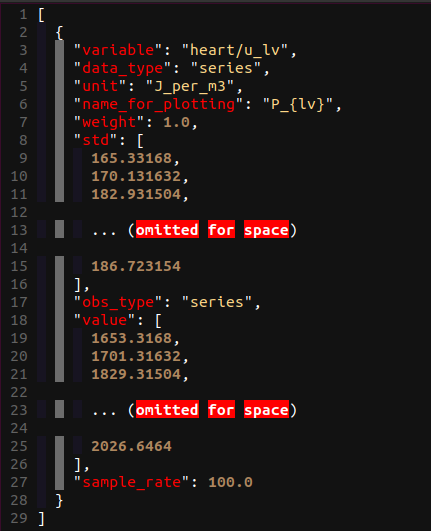 1 [
2 {
3 "variable": "heart/u_lv",
4 "data_type": "series",
5 "unit": "J_per_m3",
6 "name_for_plotting": "P_{lv}",
7 "weight": 1.0,
8 "std": [
9 165.33168,
10 170.131632,
11 182.931504,
12
13 ... (omitted for space)
14
15 186.723154
16 ],
17 "obs_type": "series",
18 "value": [
19 1653.3168,
20 1701.31632,
21 1829.31504,
22
23 ... (omitted for space)
24
25 2026.6464
26 ],
27 "sample_rate": 100.0
28 }
29 ]